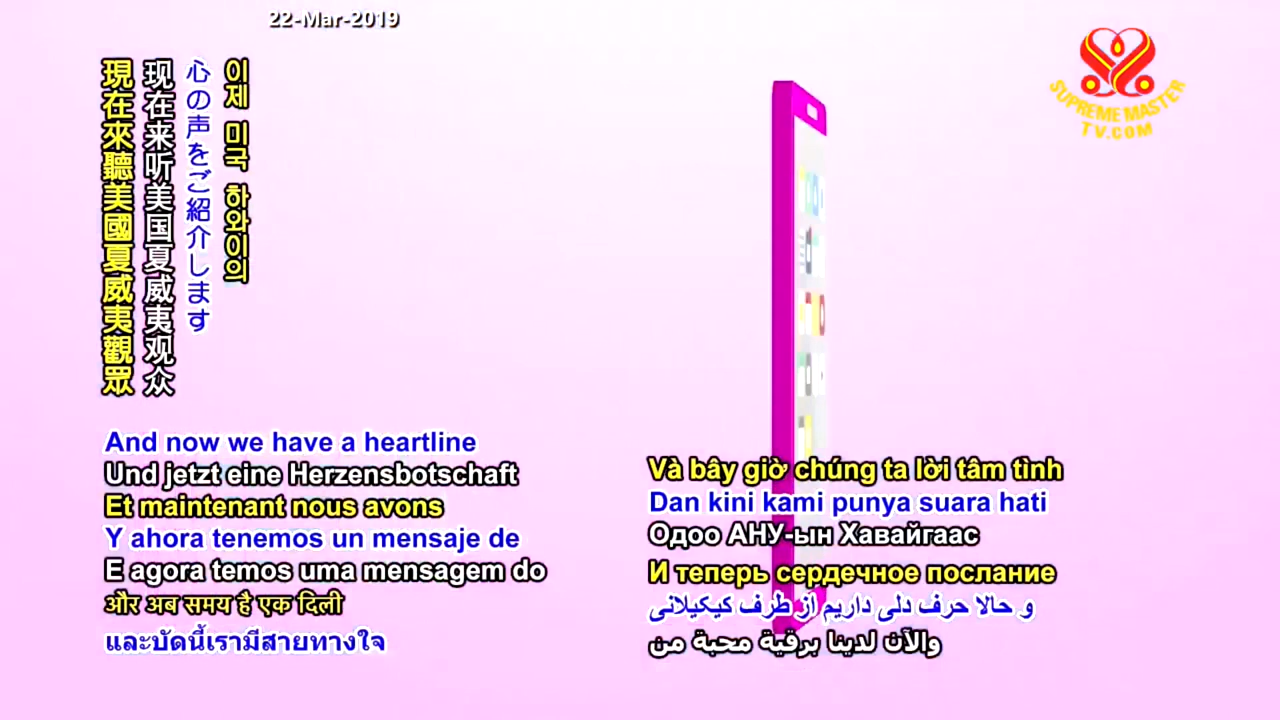 22-Mar-2019
SUPREME MASTER
TV.COM
現在來聽美國夏威夷觀眾
现在来听美国夏威夷观众
心の声をご紹介します
이제 미국 하와이의
And now we have a heartline
Und jetzt eine Herzensbotschaft
Et maintenant nous avons
Y ahora tenemos un mensaje de
E agora temos uma mensagem do
और अब समय है एक दिली
และบัดนี้เรามีสายทางใจ
Và bây giờ chúng ta lời tâm tình
Dan kini kami punya suara hati
Одоо АНУ-ын Хавайгаас
И теперь сердечное послание
و حالا حرف دلی داریم از طرف کیکیلانی
والآن لدينا برقية محبة من